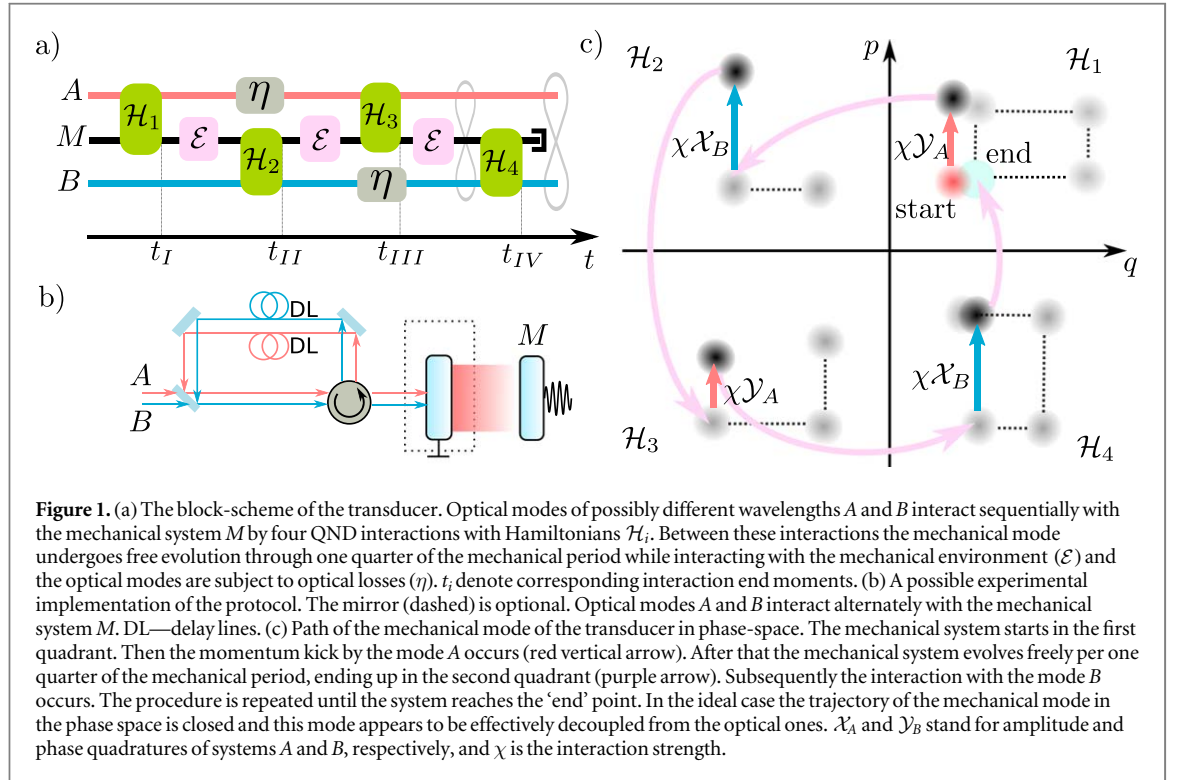 a)
A
M
B
ℋ₁
η
ℋ₃
ℰ
ℰ
ℰ
ℋ₂
η
ℋ₄
t_I
t_II
t_III
t_IV
t
b)
DL
DL
A
B
M
c)
p
q
ℋ₂
ℋ₁
χ𝒳_B
χ𝒴_A
end
start
χ𝒴_A
χ𝒳_B
ℋ₃
ℋ₄
Figure 1. (a) The block-scheme of the transducer. Optical modes of possibly different wavelengths A and B interact sequentially with
the mechanical system M by four QND interactions with Hamiltonians ℋᵢ. Between these interactions the mechanical mode
undergoes free evolution through one quarter of the mechanical period while interacting with the mechanical environment (ℰ) and
the optical modes are subject to optical losses (η). tᵢ denote corresponding interaction end moments. (b) A possible experimental
implementation of the protocol. The mirror (dashed) is optional. Optical modes A and B interact alternately with the mechanical
system M. DL—delay lines. (c) Path of the mechanical mode of the transducer in phase-space. The mechanical system starts in the first
quadrant. Then the momentum kick by the mode A occurs (red vertical arrow). After that the mechanical system evolves freely per one
quarter of the mechanical period, ending up in the second quadrant (purple arrow). Subsequently the interaction with the mode B
occurs. The procedure is repeated until the system reaches the ‘end’ point. In the ideal case the trajectory of the mechanical mode in
the phase space is closed and this mode appears to be effectively decoupled from the optical ones. 𝒳_A and 𝒴_B stand for amplitude and
phase quadratures of systems A and B, respectively, and χ is the interaction strength.